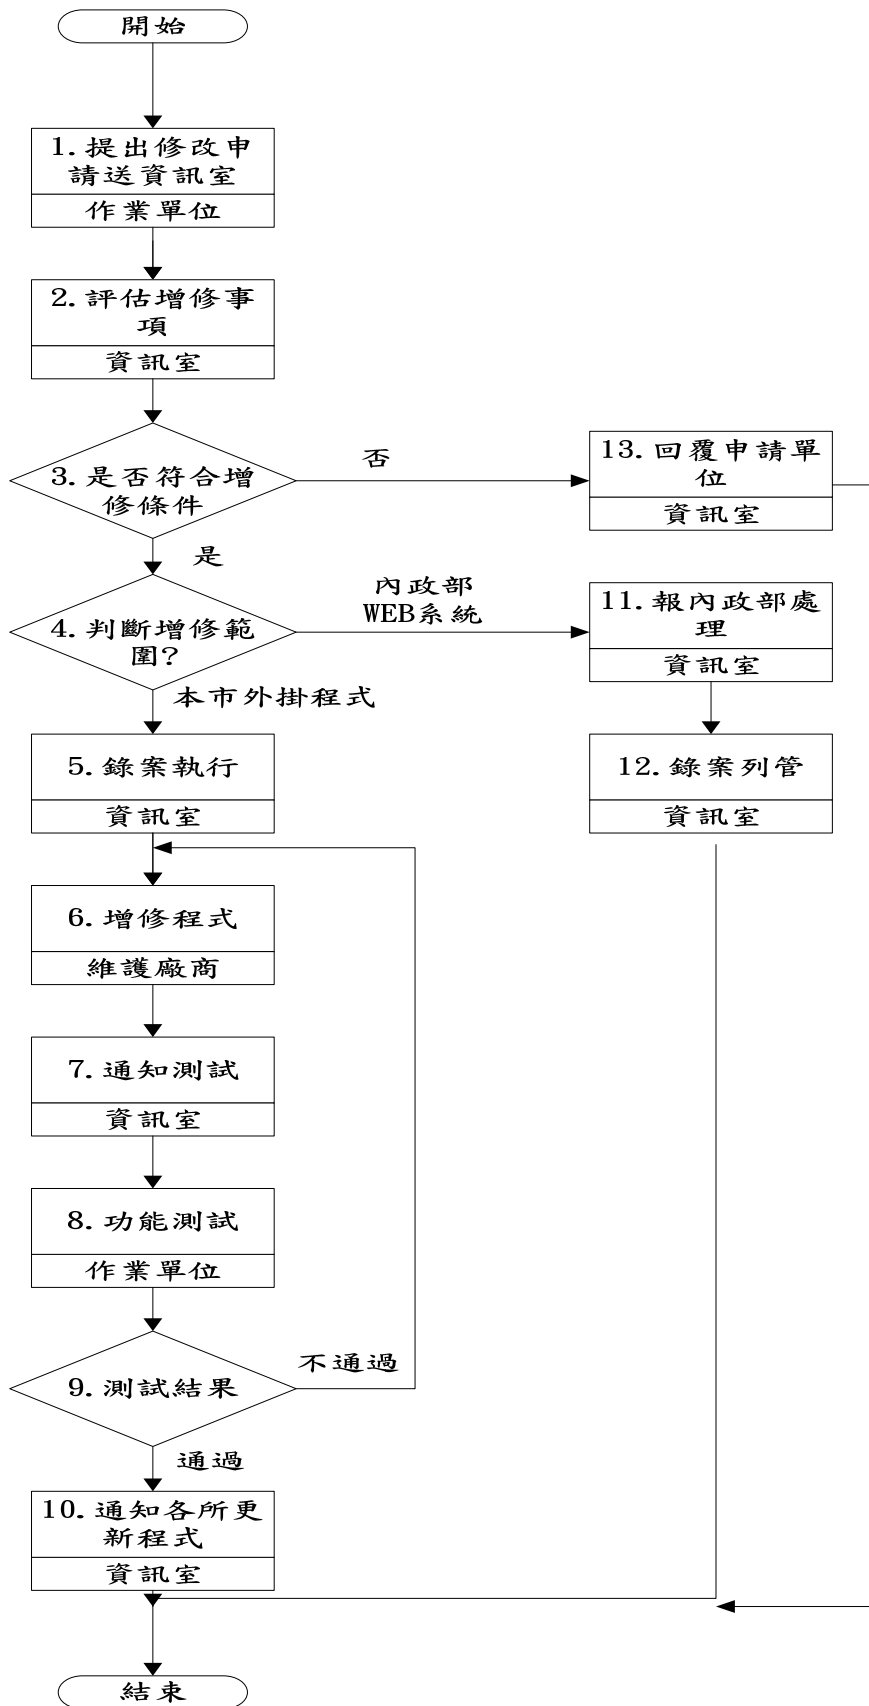 開始
1.提出修改申
請送資訊室
作業單位
2.評估增修事
項
資訊室
3.是否符合增
修條件
否
13.回覆申請單
位
資訊室
是
4.判斷增修範
圍?
內政部
WEB系統
11.報內政部處
理
資訊室
本市外掛程式
5.錄案執行
資訊室
12.錄案列管
資訊室
6.增修程式
維護廠商
7.通知測試
資訊室
8.功能測試
作業單位
9.測試結果
不通過
通過
10.通知各所更
新程式
資訊室
結束